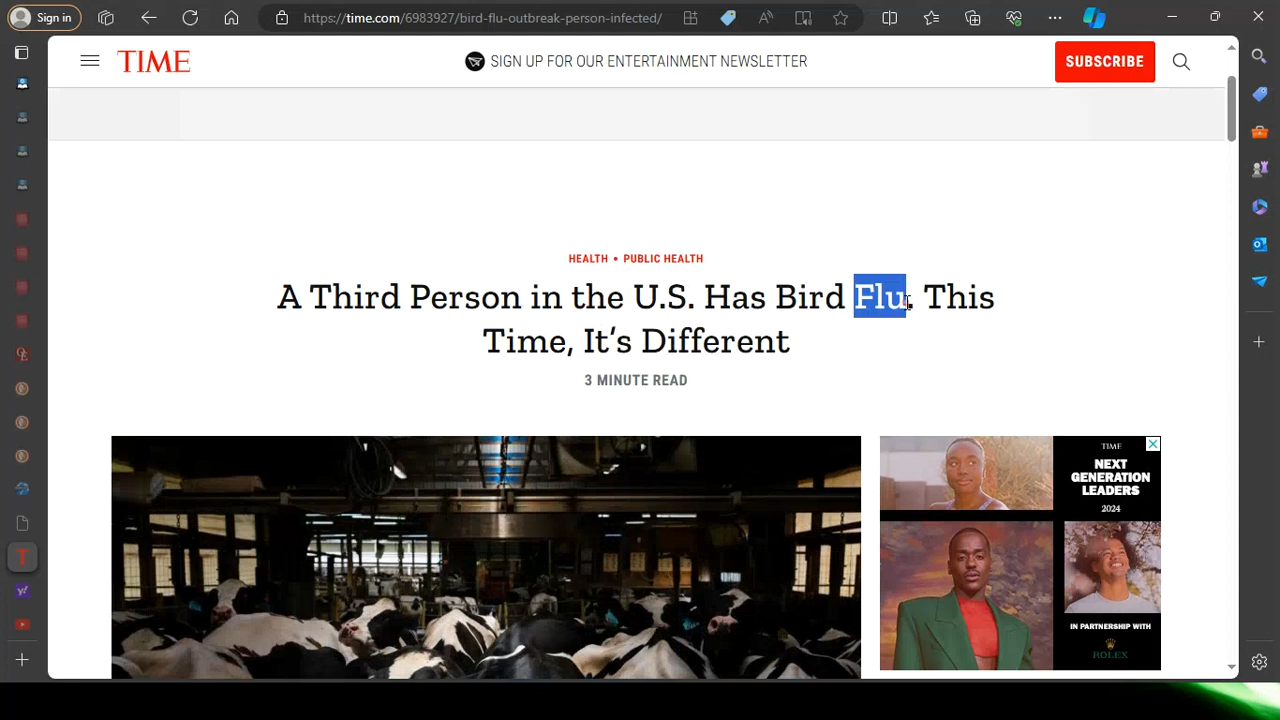 Sign in
https://time.com/6983927/bird-flu-outbreak-person-infected/
TIME
SIGN UP FOR OUR ENTERTAINMENT NEWSLETTER
SUBSCRIBE
HEALTH • PUBLIC HEALTH
A Third Person in the U.S. Has Bird Flu. This
Time, It's Different
3 MINUTE READ
TIME
NEXT
GENERATION
LEADERS
2024
IN PARTNERSHIP WITH
ROLEX